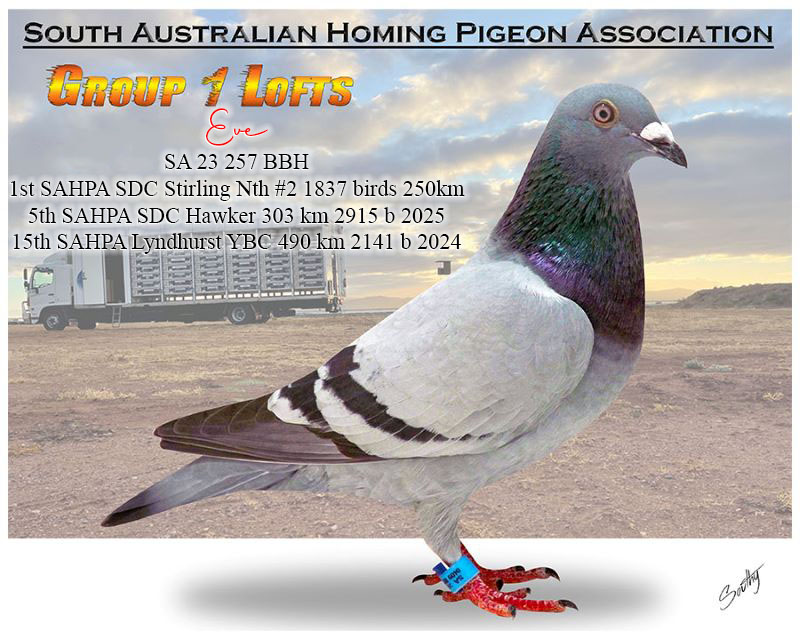 South Australian Homing Pigeon Association
Group 1 Lofts
Eve
SA 23 257 BBH
1st SAHPA SDC Stirling Nth #2 1837 birds 250km
5th SAHPA SDC Hawker 303 km 2915 b 2025
15th SAHPA Lyndhurst YBC 490 km 2141 b 2024
Southy